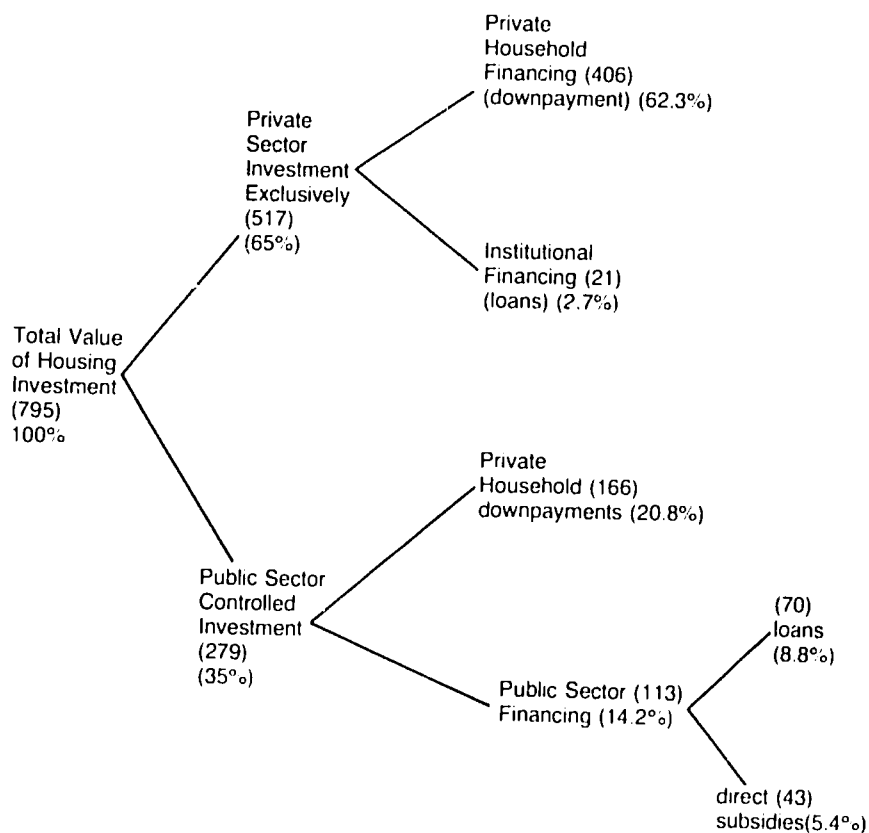 Private
Household
Financing (406)
(downpayment) (62.3%)
Private
Sector
Investment
Exclusively
(517)
(65%)
Institutional
Financing (21)
(loans) (2.7%)
Total Value
of Housing
Investment
(795)
100%
Private
Household (166)
downpayments (20.8%)
Public Sector
Controlled
Investment
(279)
(35%)
(70)
loans
(8.8%)
Public Sector (113)
Financing (14.2%)
direct (43)
subsidies(5.4%)